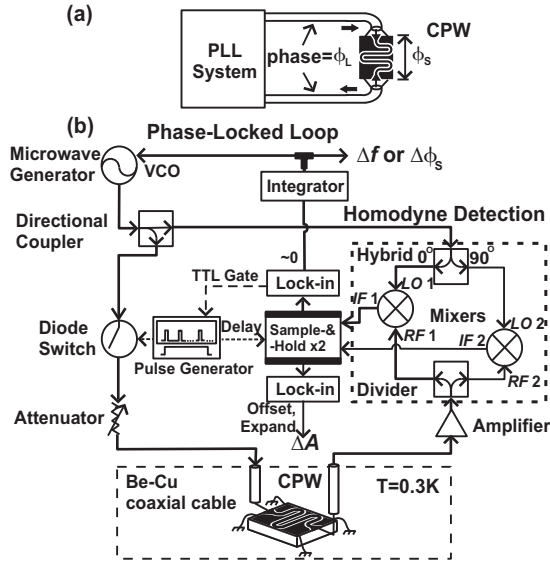 (a)
PLL
System
phase=ϕL
CPW
ϕS
(b)
Phase-Locked Loop
Microwave
Generator
VCO
Δf or ΔϕS
Integrator
Directional
Coupler
Homodyne Detection
~0
Hybrid 0° 90°
TTL Gate
Lock-in
IF 1
LO 1
LO 2
Mixers
Diode
Switch
Delay
Sample-&
-Hold x2
RF 1
IF 2
Pulse Generator
Divider
RF 2
Lock-in
Attenuator
Offset,
Expand
Amplifier
ΔA
Be-Cu
coaxial cable
CPW
T=0.3K